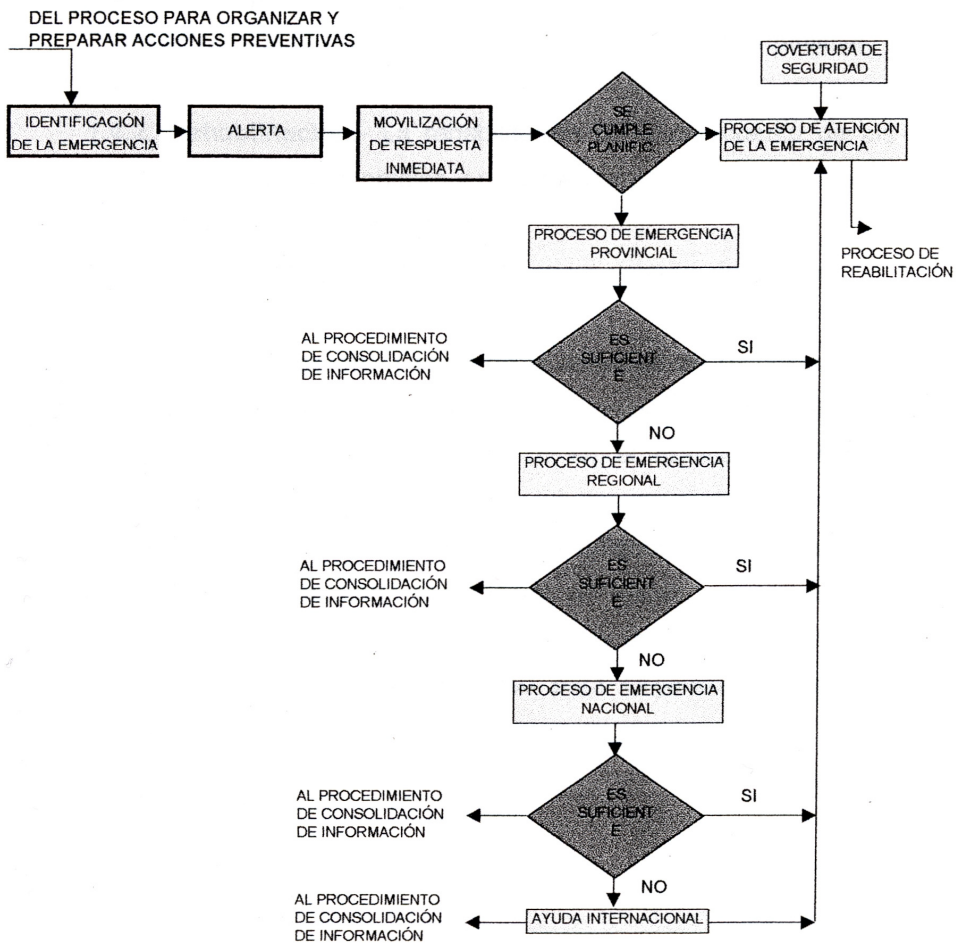 DEL PROCESO PARA ORGANIZAR Y
PREPARAR ACCIONES PREVENTIVAS
COVERTURA DE
SEGURIDAD
IDENTIFICACIÓN
DE LA EMERGENCIA
ALERTA
MOVILIZACIÓN
DE RESPUESTA
INMEDIATA
SE
CUMPLE
PLANIFIC
PROCESO DE ATENCIÓN
DE LA EMERGENCIA
PROCESO DE
REABILITACIÓN
PROCESO DE EMERGENCIA
PROVINCIAL
AL PROCEDIMIENTO
DE CONSOLIDACIÓN
DE INFORMACIÓN
ES
SUFICIENT
E
SI
NO
PROCESO DE EMERGENCIA
REGIONAL
AL PROCEDIMIENTO
DE CONSOLIDACIÓN
DE INFORMACIÓN
ES
SUFICIENT
E
SI
NO
PROCESO DE EMERGENCIA
NACIONAL
AL PROCEDIMIENTO
DE CONSOLIDACIÓN
DE INFORMACIÓN
ES
SUFICIENT
E
SI
NO
AL PROCEDIMIENTO
DE CONSOLIDACIÓN
DE INFORMACIÓN
AYUDA INTERNACIONAL